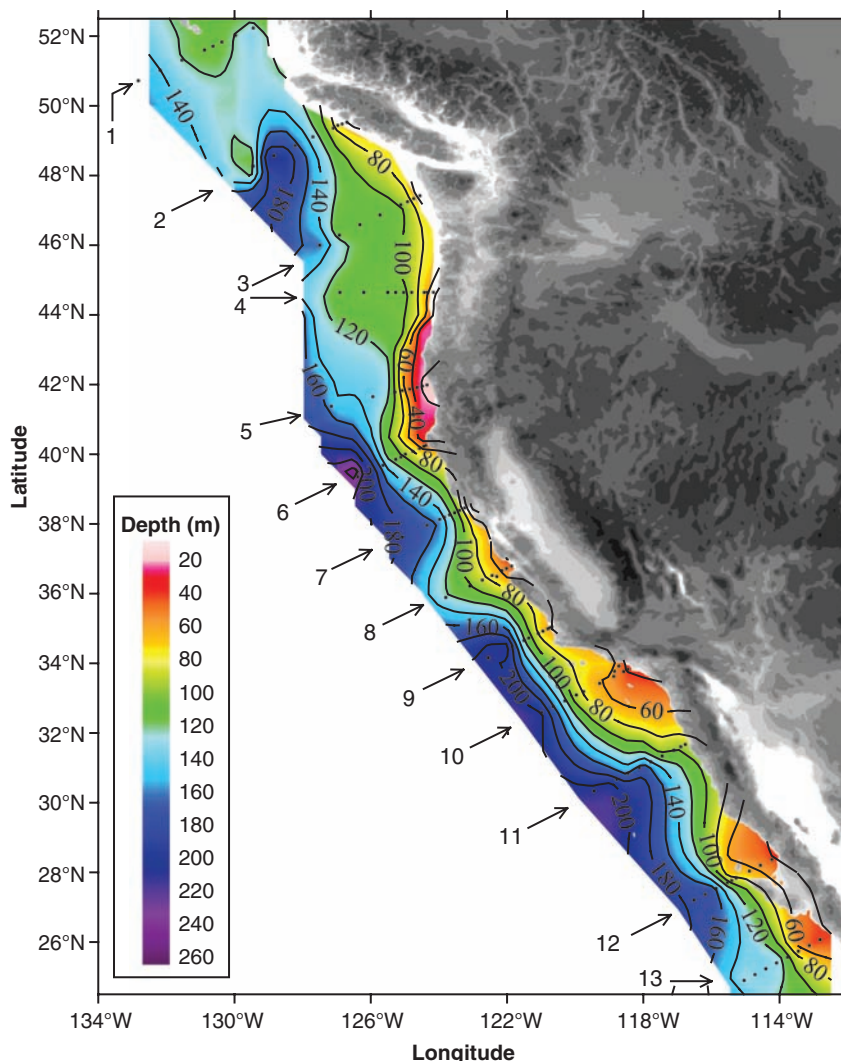 52°N
50°N
48°N
46°N
44°N
42°N
40°N
38°N
36°N
34°N
32°N
30°N
28°N
26°N
Latitude
134°W
130°W
126°W
122°W
118°W
114°W
Longitude
Depth (m)
20
40
60
80
100
120
140
160
180
200
220
240
260
1
2
3
4
5
6
7
8
9
10
11
12
13
140
80
180
140
100
120
60
160
40
80
200
140
180
100
80
160
200
100
80
60
140
200
100
180
120
60
160
80